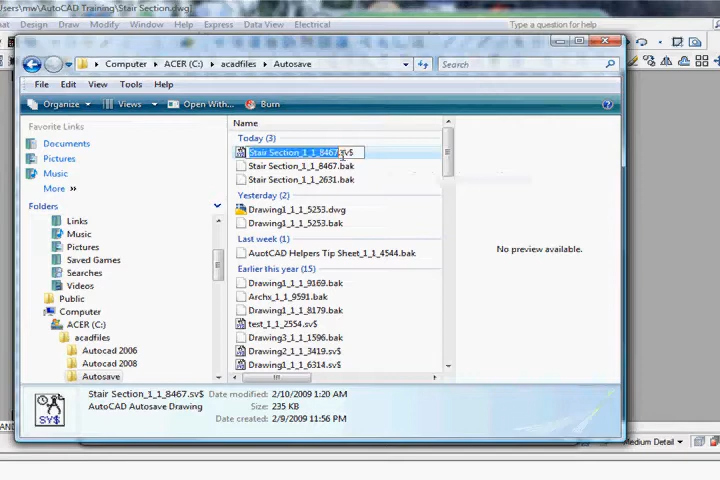 Users\mw\AutoCAD Training\Stair Section.dwg]
at Tools Draw Dimension Modify Express Data Electrical
Type a question for help
Computer ACER (C:) acadfiles Autosave
Search
File Edit View Tools Help
Organize Views Open With... Burn
Favorite Links
Documents
Pictures
Music
More »
Folders
Links
Music
Pictures
Saved Games
Searches
Videos
Public
Computer
ACER (C:)
acadfiles
Autocad 2006
Autocad 2008
Autosave
Name
Today (3)
Stair Section_1_1_8467.sv$
Stair Section_1_1_8467.bak
Stair Section_1_1_2631.bak
Yesterday (2)
Drawing1_1_1_5253.dwg
Drawing1_1_1_5253.bak
Last week (1)
AuotCAD Helpers Tip Sheet_1_1_4544.bak
Earlier this year (15)
Drawing1_1_1_9169.bak
Archx_1_1_9591.bak
Drawing1_1_1_8179.bak
test_1_1_2554.sv$
Drawing3_1_1_1596.bak
Drawing2_1_1_3419.sv$
Drawing1_1_1_6314.sv$
No preview available.
SV$
Stair Section_1_1_8467.sv$ Date modified: 2/10/2009 1:20 AM
AutoCAD Autosave Drawing Size: 235 KB
Date created: 2/9/2009 11:56 PM
Medium Detail